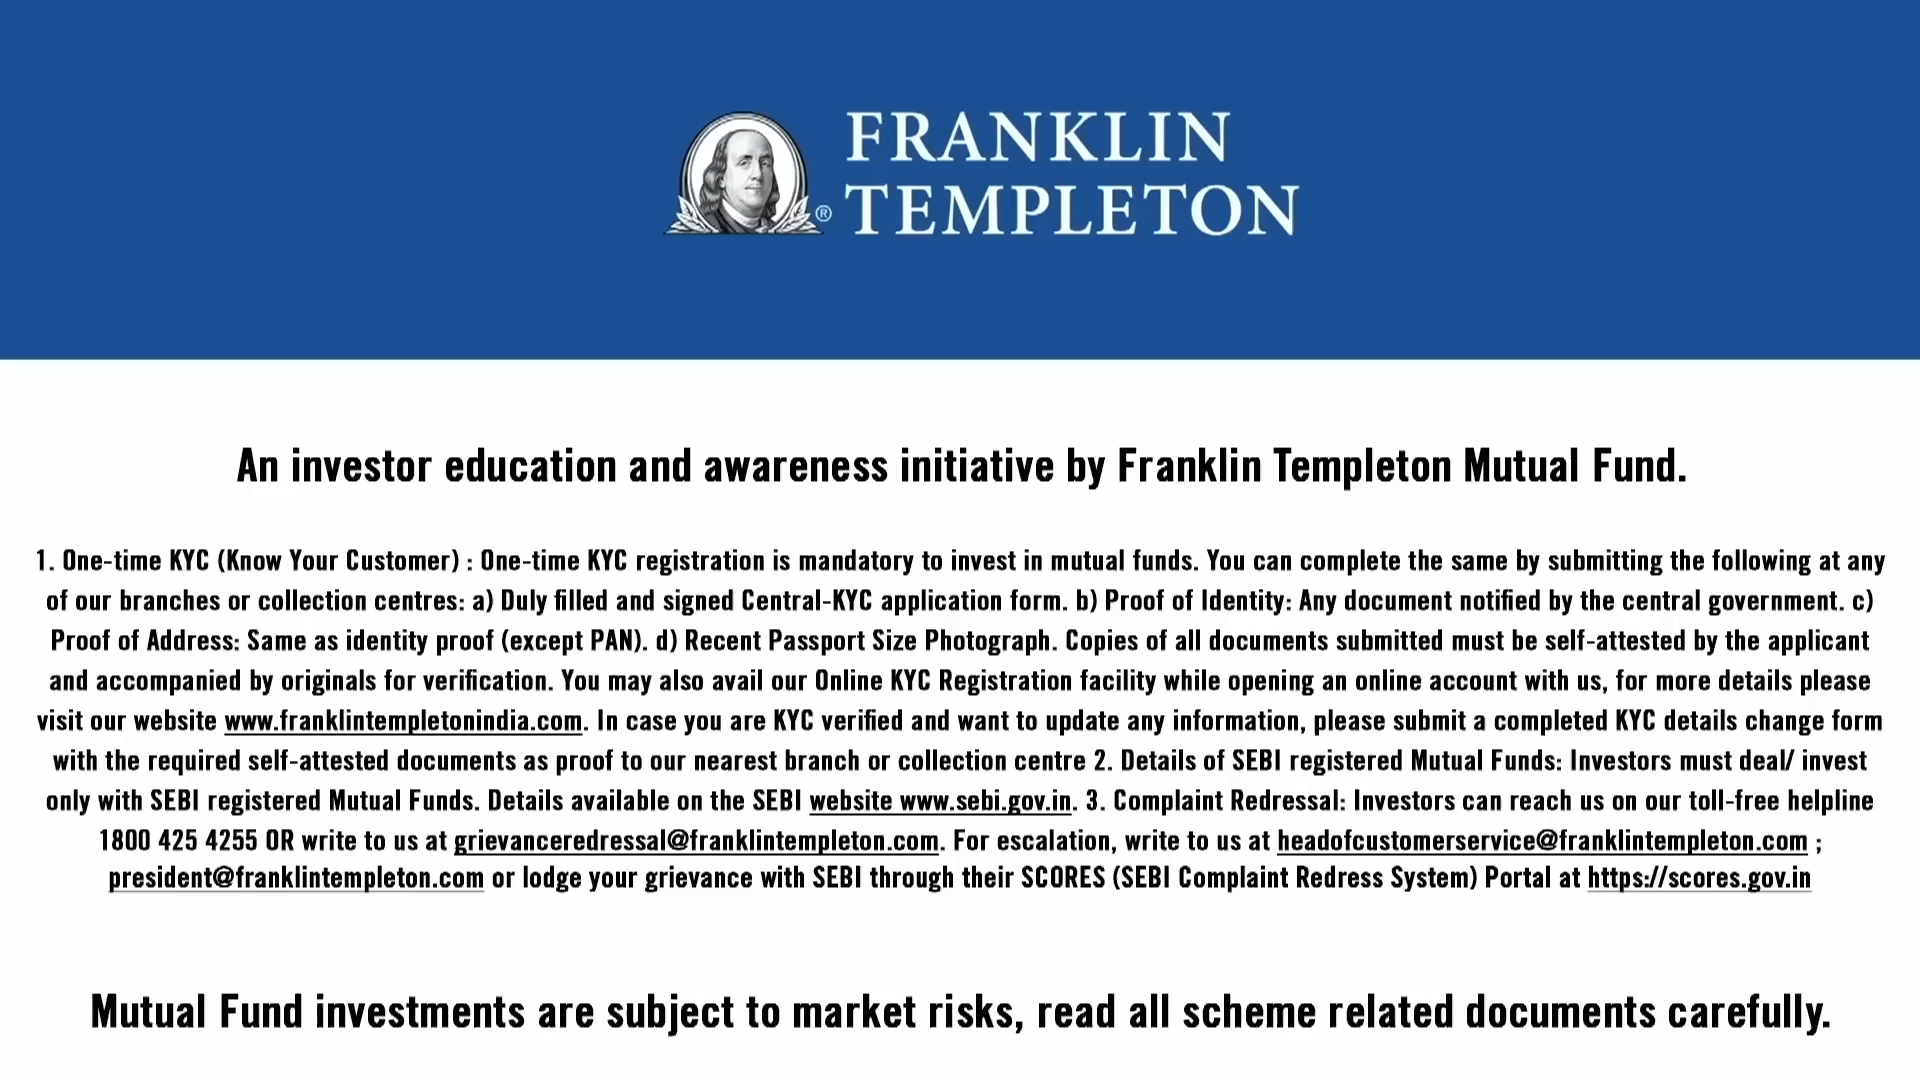 FRANKLIN
TEMPLETON
®
An investor education and awareness initiative by Franklin Templeton Mutual Fund.
1. One-time KYC (Know Your Customer) : One-time KYC registration is mandatory to invest in mutual funds. You can complete the same by submitting the following at any
of our branches or collection centres: a) Duly filled and signed Central-KYC application form. b) Proof of Identity: Any document notified by the central government. c)
Proof of Address: Same as identity proof (except PAN). d) Recent Passport Size Photograph. Copies of all documents submitted must be self-attested by the applicant
and accompanied by originals for verification. You may also avail our Online KYC Registration facility while opening an online account with us, for more details please
visit our website www.franklintempletonindia.com. In case you are KYC verified and want to update any information, please submit a completed KYC details change form
with the required self-attested documents as proof to our nearest branch or collection centre 2. Details of SEBI registered Mutual Funds: Investors must deal/ invest
only with SEBI registered Mutual Funds. Details available on the SEBI website www.sebi.gov.in. 3. Complaint Redressal: Investors can reach us on our toll-free helpline
1800 425 4255 OR write to us at grievanceredressal@franklintempleton.com. For escalation, write to us at headofcustomerservice@franklintempleton.com ;
president@franklintempleton.com or lodge your grievance with SEBI through their SCORES (SEBI Complaint Redress System) Portal at https://scores.gov.in
Mutual Fund investments are subject to market risks, read all scheme related documents carefully.